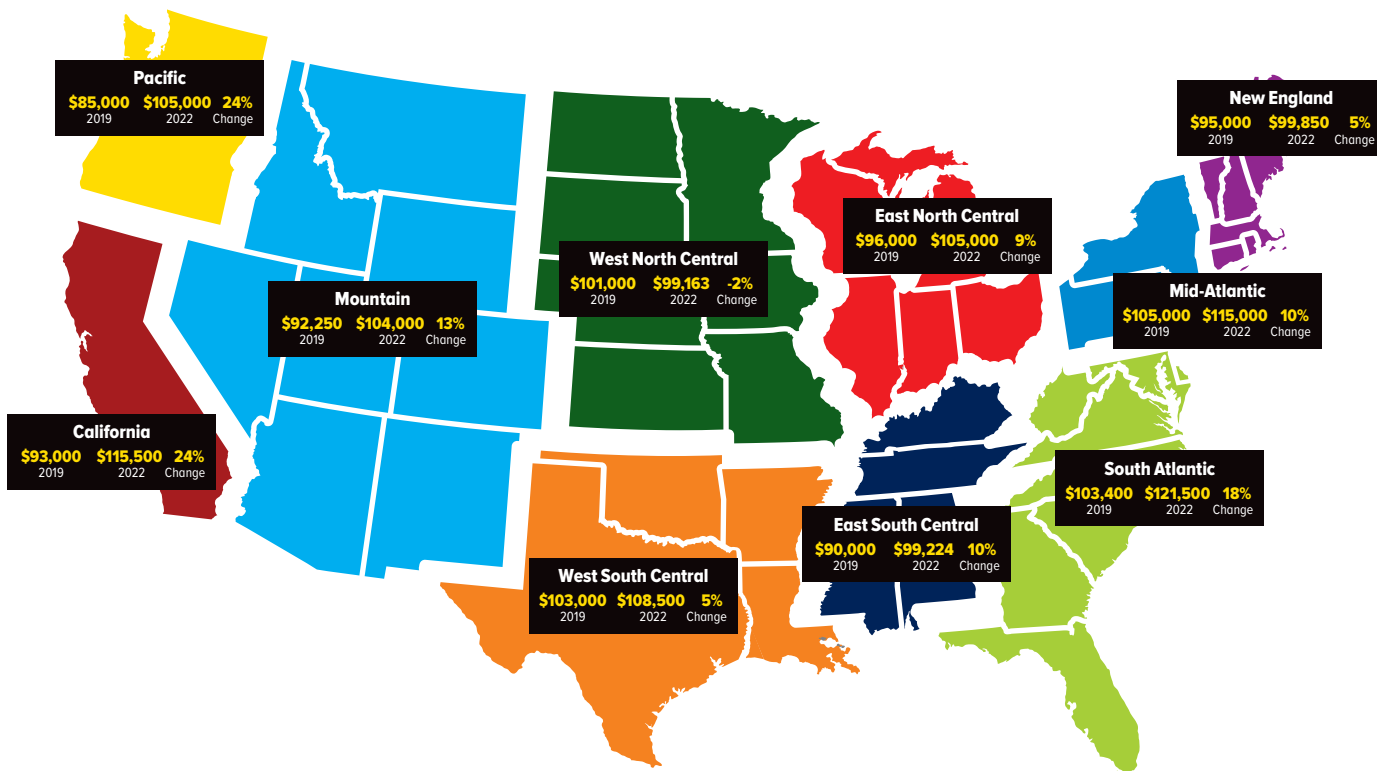 Pacific
$85,000 $105,000 24%
2019 2022 Change
New England
$95,000 $99,850 5%
2019 2022 Change
East North Central
$96,000 $105,000 9%
2019 2022 Change
West North Central
$101,000 $99,163 -2%
2019 2022 Change
Mountain
$92,250 $104,000 13%
2019 2022 Change
Mid-Atlantic
$105,000 $115,000 10%
2019 2022 Change
California
$93,000 $115,500 24%
2019 2022 Change
South Atlantic
$103,400 $121,500 18%
2019 2022 Change
East South Central
$90,000 $99,224 10%
2019 2022 Change
West South Central
$103,000 $108,500 5%
2019 2022 Change